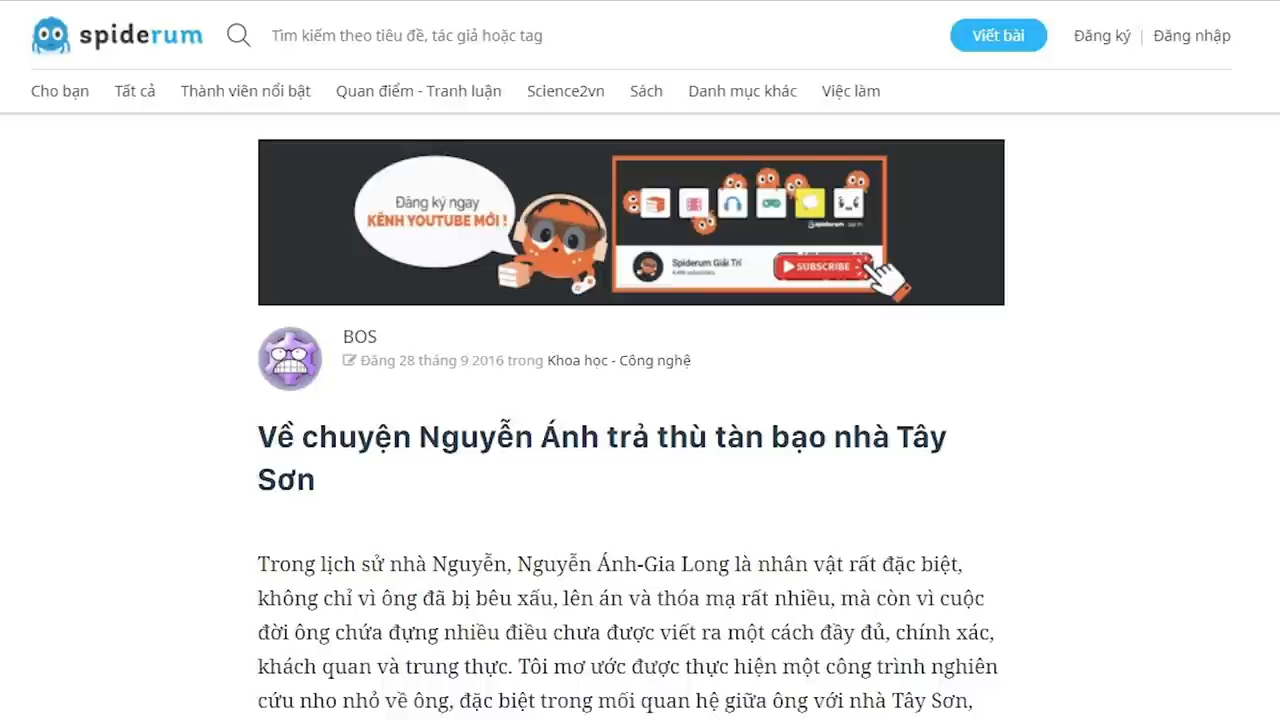 spiderum
Tìm kiếm theo tiêu đề, tác giả hoặc tag
Viết bài
Đăng ký | Đăng nhập
Cho bạn Tất cả Thành viên nổi bật Quan điểm - Tranh luận Science2vn Sách Danh mục khác Việc làm
Đăng ký ngay
KÊNH YOUTUBE MỚI !
spiderum
Spiderum Giải Trí
SUBSCRIBE
BOS
Đăng 28 tháng 9 2016 trong Khoa học - Công nghệ
Về chuyện Nguyễn Ánh trả thù tàn bạo nhà Tây
Sơn
Trong lịch sử nhà Nguyễn, Nguyễn Ánh-Gia Long là nhân vật rất đặc biệt,
không chỉ vì ông đã bị bêu xấu, lên án và thóa mạ rất nhiều, mà còn vì cuộc
đời ông chứa đựng nhiều điều chưa được viết ra một cách đầy đủ, chính xác,
khách quan và trung thực. Tôi mơ ước được thực hiện một công trình nghiên
cứu nho nhỏ về ông, đặc biệt trong mối quan hệ giữa ông với nhà Tây Sơn,